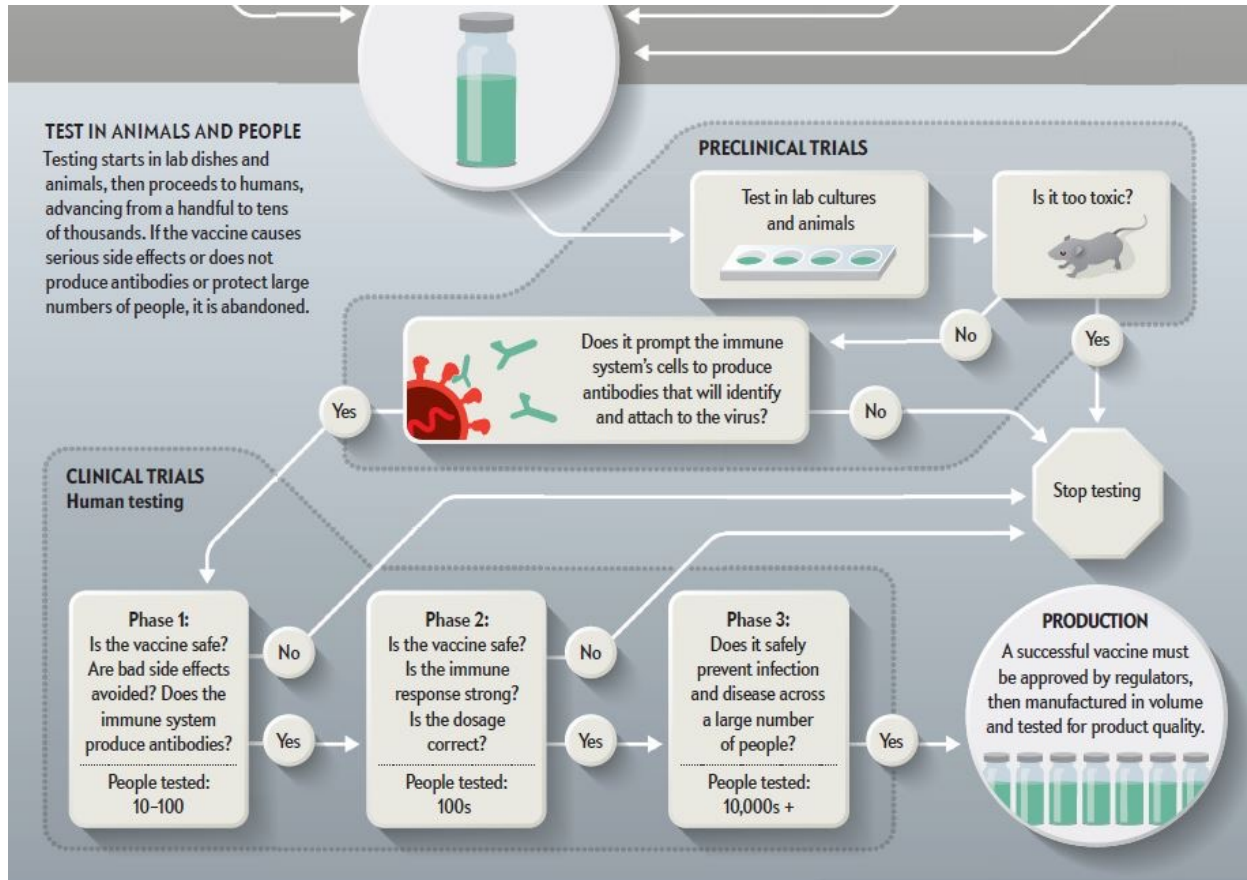 TEST IN ANIMALS AND PEOPLE
Testing starts in lab dishes and
animals, then proceeds to humans,
advancing from a handful to tens
of thousands. If the vaccine causes
serious side effects or does not
produce antibodies or protect large
numbers of people, it is abandoned.
PRECLINICAL TRIALS
Test in lab cultures
and animals
Is it too toxic?
No
Yes
Does it prompt the immune
system's cells to produce
antibodies that will identify
and attach to the virus?
Yes
No
Stop testing
CLINICAL TRIALS
Human testing
Phase 1:
Is the vaccine safe?
Are bad side effects
avoided? Does the
immune system
produce antibodies?
People tested:
10–100
No
Yes
Phase 2:
Is the vaccine safe?
Is the immune
response strong?
Is the dosage
correct?
People tested:
100s
No
Yes
Phase 3:
Does it safely
prevent infection
and disease across
a large number
of people?
People tested:
10,000s +
Yes
PRODUCTION
A successful vaccine must
be approved by regulators,
then manufactured in volume
and tested for product quality.